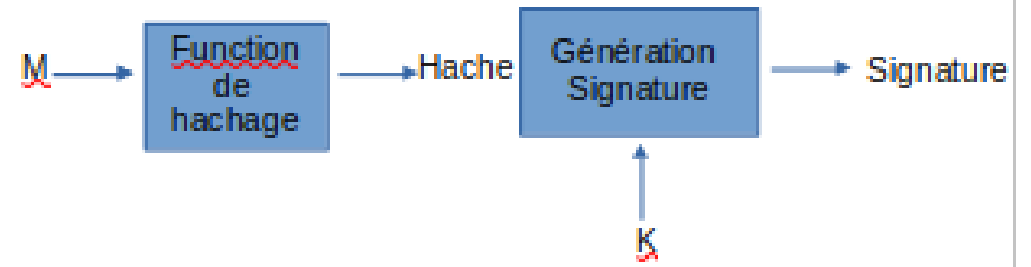 M
Function
de
hachage
Hache
Génération
Signature
Signature
K